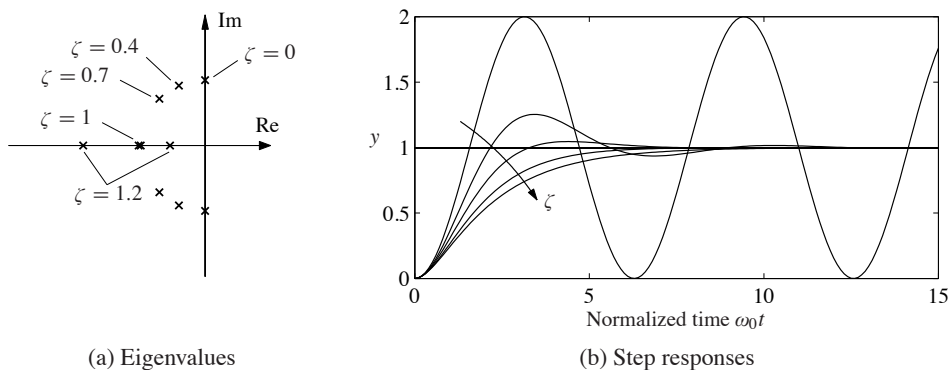 Im
ζ = 0.4
ζ = 0
ζ = 0.7
ζ = 1
Re
ζ = 1.2
(a) Eigenvalues
2
1.5
y
1
0.5
0
ζ
0
5
10
15
Normalized time ω0t
(b) Step responses